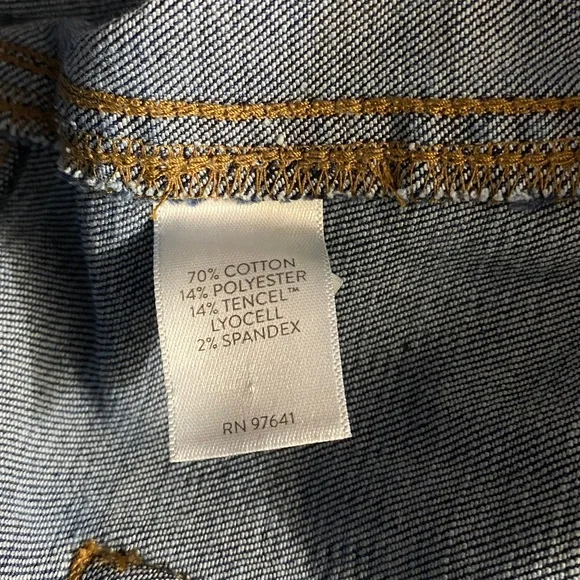 70% COTTON
14% POLYESTER
14% TENCEL™
LYOCELL
2% SPANDEX
RN 97641